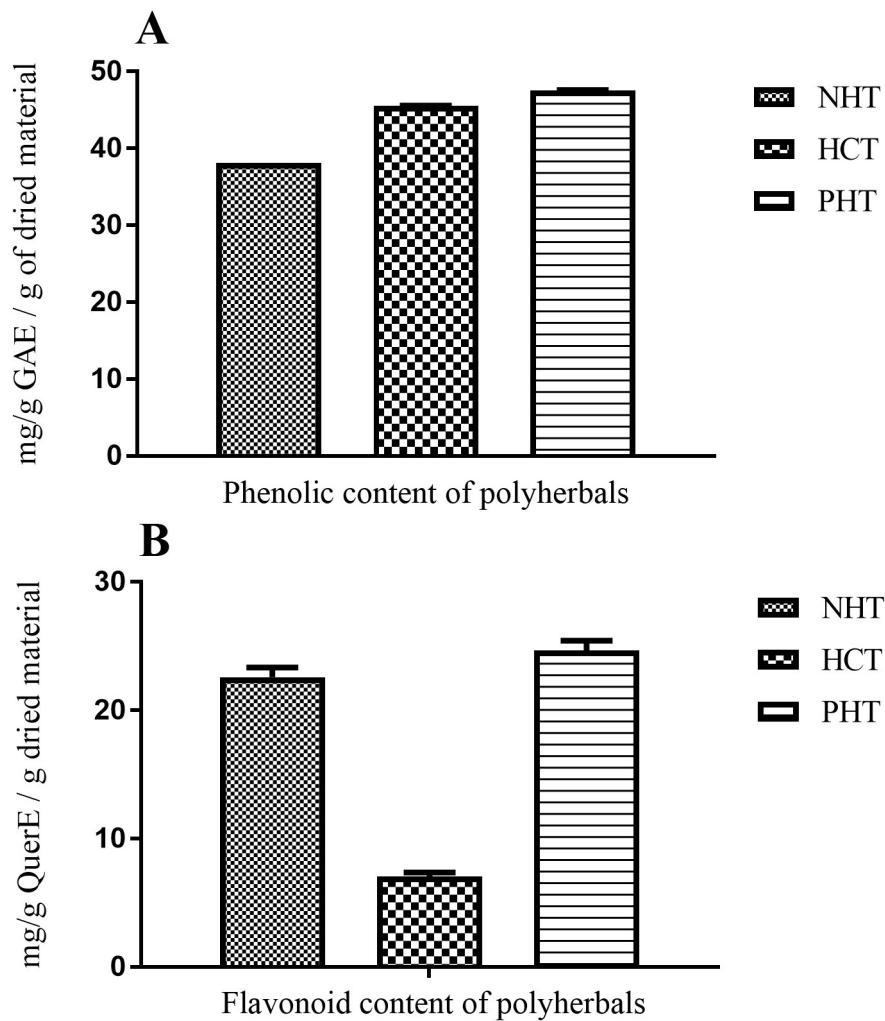 A
mg/g GAE / g of dried material
50
40
30
20
10
0
NHT
HCT
PHT
Phenolic content of polyherbals
B
mg/g QuerE / g dried material
30
20
10
0
NHT
HCT
PHT
Flavonoid content of polyherbals